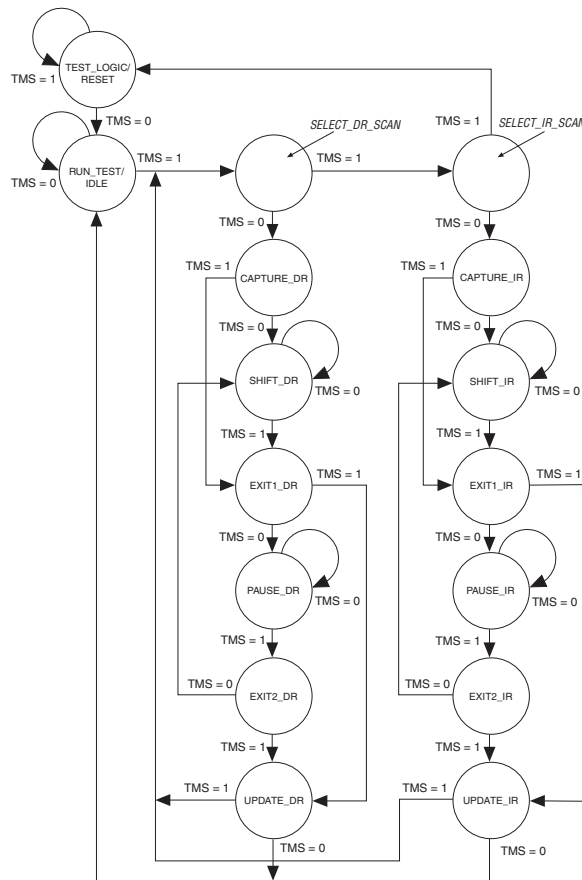 TEST_LOGIC/
RESET
TMS = 1
TMS = 0
SELECT_DR_SCAN
SELECT_IR_SCAN
TMS = 1
RUN_TEST/
IDLE
TMS = 0
TMS = 1
TMS = 1
TMS = 0
TMS = 0
TMS = 1
CAPTURE_DR
TMS = 1
CAPTURE_IR
TMS = 0
TMS = 0
SHIFT_DR
TMS = 0
SHIFT_IR
TMS = 0
TMS = 1
TMS = 1
EXIT1_DR
TMS = 1
EXIT1_IR
TMS = 1
TMS = 0
TMS = 0
PAUSE_DR
TMS = 0
PAUSE_IR
TMS = 0
TMS = 1
TMS = 1
TMS = 0
EXIT2_DR
TMS = 0
EXIT2_IR
TMS = 1
TMS = 1
TMS = 1
UPDATE_DR
TMS = 1
UPDATE_IR
TMS = 0
TMS = 0